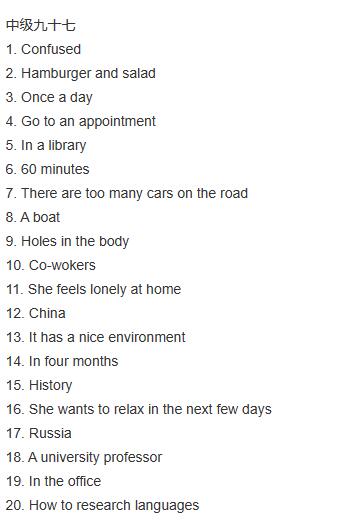 中级九十七
1. Confused
2. Hamburger and salad
3. Once a day
4. Go to an appointment
5. In a library
6. 60 minutes
7. There are too many cars on the road
8. A boat
9. Holes in the body
10. Co-wokers
11. She feels lonely at home
12. China
13. It has a nice environment
14. In four months
15. History
16. She wants to relax in the next few days
17. Russia
18. A university professor
19. In the office
20. How to research languages